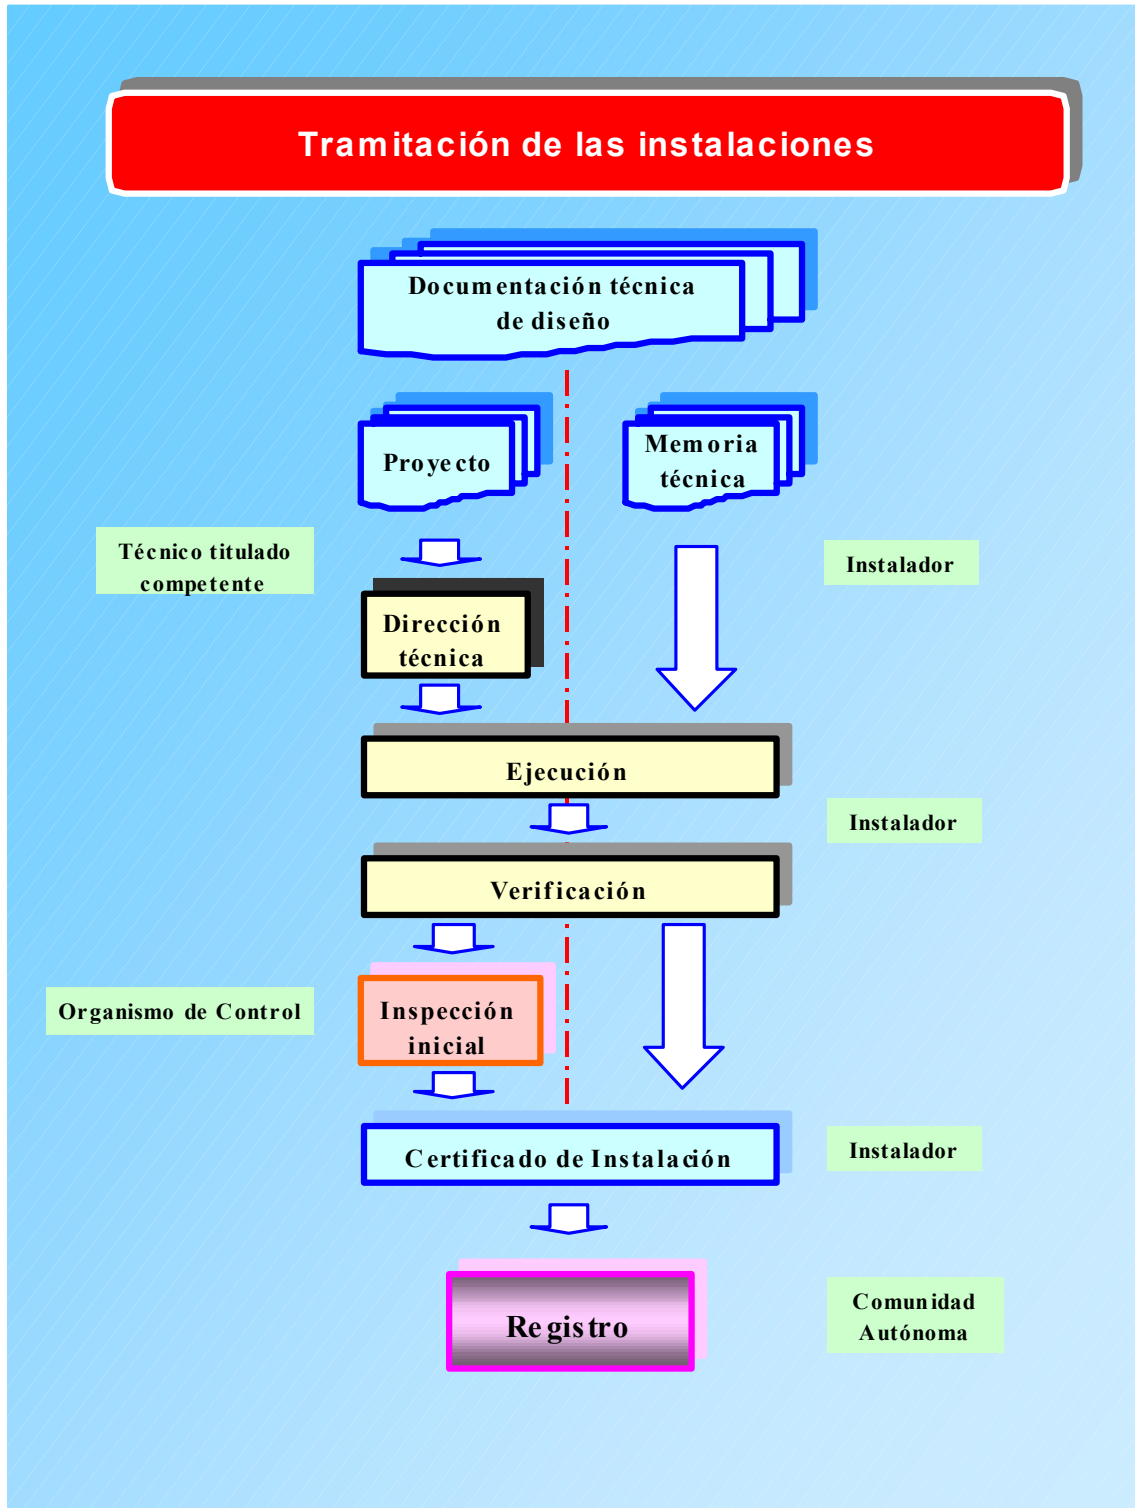 Tramitación de las instalaciones
Documentación técnica
de diseño
Proyecto
Memoria
técnica
Técnico titulado
competente
Instalador
Dirección
técnica
Ejecución
Instalador
Verificación
Organismo de Control
Inspección
inicial
Certificado de Instalación
Instalador
Registro
Comunidad
Autónoma